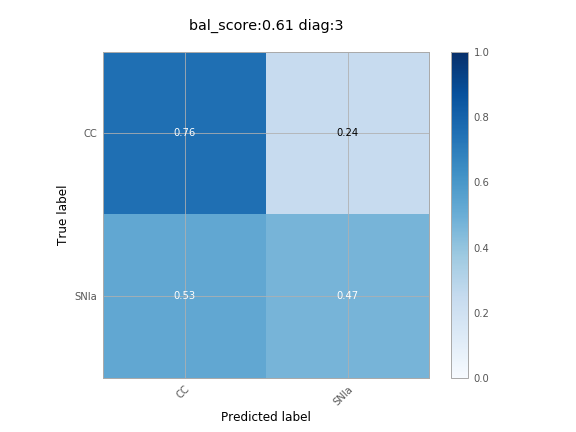 bal_score:0.61 diag:3
1.0
0.8
0.6
0.4
0.2
0.0
True label
CC
SNIa
0.76
0.24
0.53
0.47
CC
SNIa
Predicted label